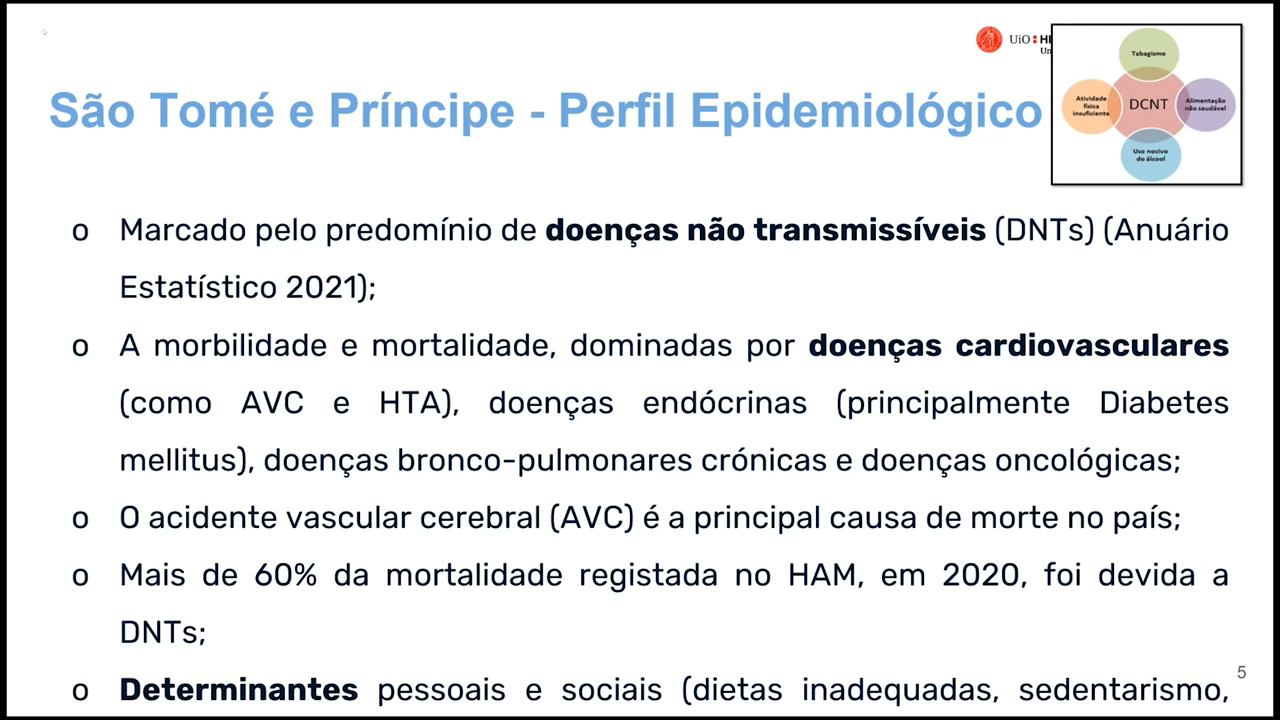 UiO
São Tomé e Príncipe - Perfil Epidemiológico
Tabagismo
Atividade
física
insuficiente
DCNT
Alimentação
não saudável
Uso nocivo
do álcool
o Marcado pelo predomínio de doenças não transmissíveis (DNTs) (Anuário
Estatístico 2021);
o A morbilidade e mortalidade, dominadas por doenças cardiovasculares
(como AVC e HTA), doenças endócrinas (principalmente Diabetes
mellitus), doenças bronco-pulmonares crónicas e doenças oncológicas;
o O acidente vascular cerebral (AVC) é a principal causa de morte no país;
o Mais de 60% da mortalidade registada no HAM, em 2020, foi devida a
DNTs;
o Determinantes pessoais e sociais (dietas inadequadas, sedentarismo,
5